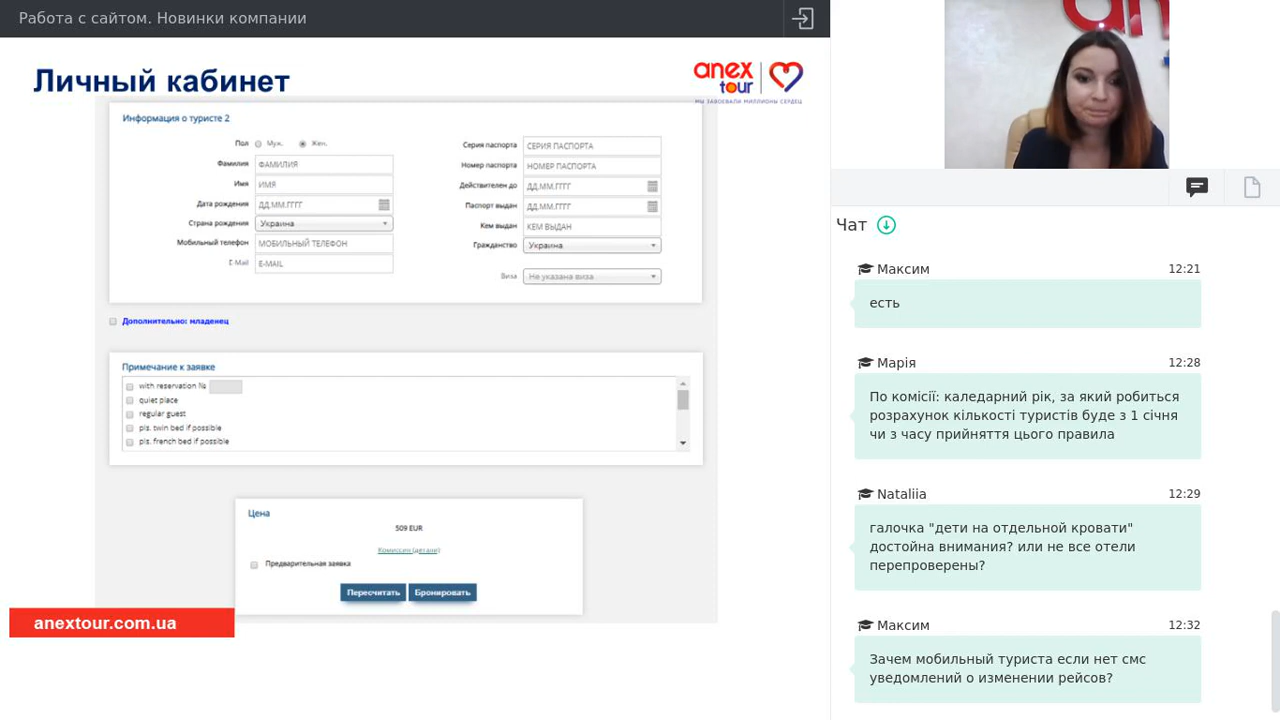 Работа с сайтом. Новинки компании
Личный кабинет
anex
tour
МЫ ЗАВОЕВАЛИ МИЛЛИОНЫ СЕРДЕЦ
Информация о туристе 2
Пол Муж. Жен.
Фамилия ФАМИЛИЯ
Имя ИМЯ
Дата рождения ДД.ММ.ГГГГ
Страна рождения Украина
Мобильный телефон МОБИЛЬНЫЙ ТЕЛЕФОН
E-Mail E-MAIL
Серия паспорта СЕРИЯ ПАСПОРТА
Номер паспорта НОМЕР ПАСПОРТА
Действителен до ДД.ММ.ГГГГ
Паспорт выдан ДД.ММ.ГГГГ
Кем выдан КЕМ ВЫДАН
Гражданство Украина
Виза Не указана виза
Дополнительно: младенец
Примечание к заявке
with reservation №
quiet place
regular guest
pls. twin bed if possible
pls. french bed if possible
Цена
509 EUR
Комиссия (детали)
Предварительная заявка
Пересчитать Бронировать
anextour.com.ua
an
Чат
Максим 12:21
есть
Марія 12:28
По комісії: каледарний рік, за який робиться
розрахунок кількості туристів буде з 1 січня
чи з часу прийняття цього правила
Nataliia 12:29
галочка "дети на отдельной кровати"
достойна внимания? или не все отели
перепроверены?
Максим 12:32
Зачем мобильный туриста если нет смс
уведомлений о изменении рейсов?